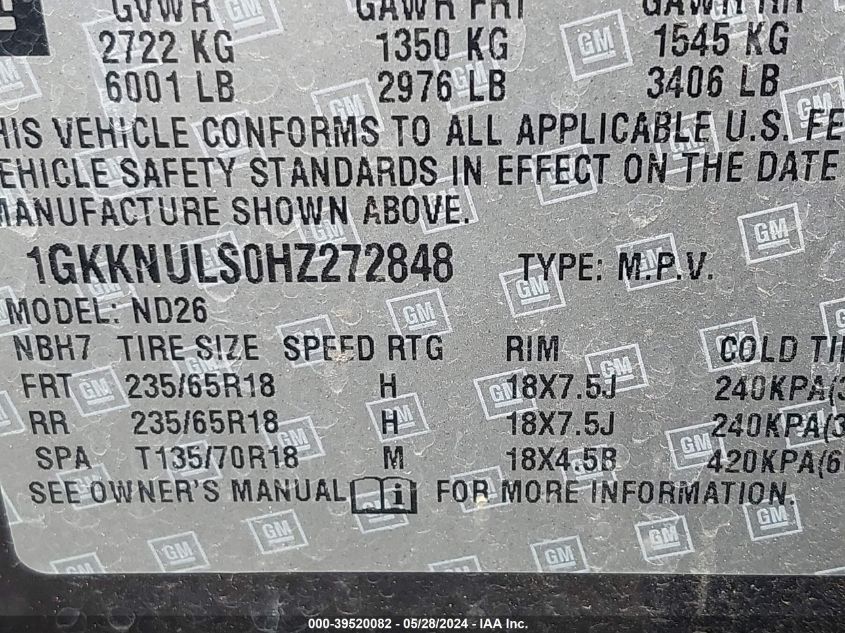 GVWR GAWR FRT GAWR RR
2722 KG 1350 KG 1545 KG
6001 LB 2976 LB 3406 LB
THIS VEHICLE CONFORMS TO ALL APPLICABLE U.S. FE
EHICLE SAFETY STANDARDS IN EFFECT ON THE DATE
MANUFACTURE SHOWN ABOVE.
1GKKNULS0HZ272848 TYPE: M.P.V.
MODEL: ND26
NBH7 TIRE SIZE SPEED RTG RIM COLD TI
FRT 235/65R18 H 18X7.5J 240KPA(3
RR 235/65R18 H 18X7.5J 240KPA(3
SPA T135/70R18 M 18X4.5B 420KPA(6
SEE OWNER'S MANUAL i FOR MORE INFORMATION.
GM
000-39520082 - 05/28/2024 - IAA Inc.